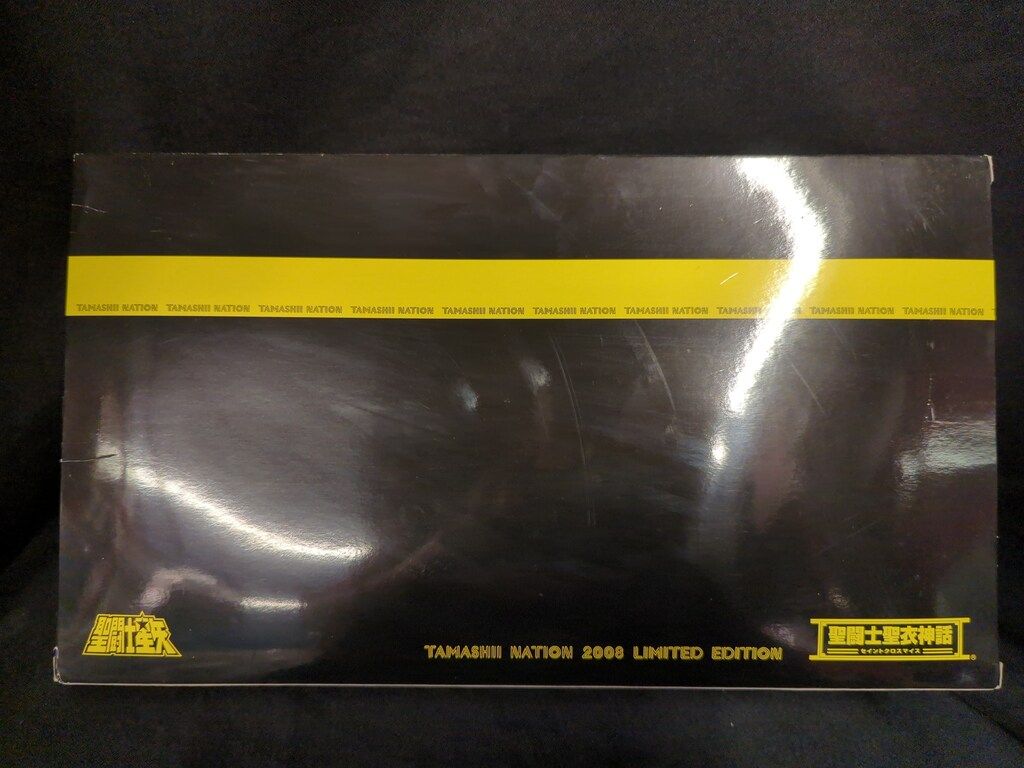 TAMASHII NATION TAMASHII NATION TAMASHII NATION TAMASHII NATION TAMASHII NATION TAMASHII NATION TAMASHII NATION TAMASHII NATION TAMASHII NATION TAMASHII NATION
聖闘士星矢
TAMASHII NATION 2008 LIMITED EDITION
聖闘士聖衣神話
セイントクロスマイス